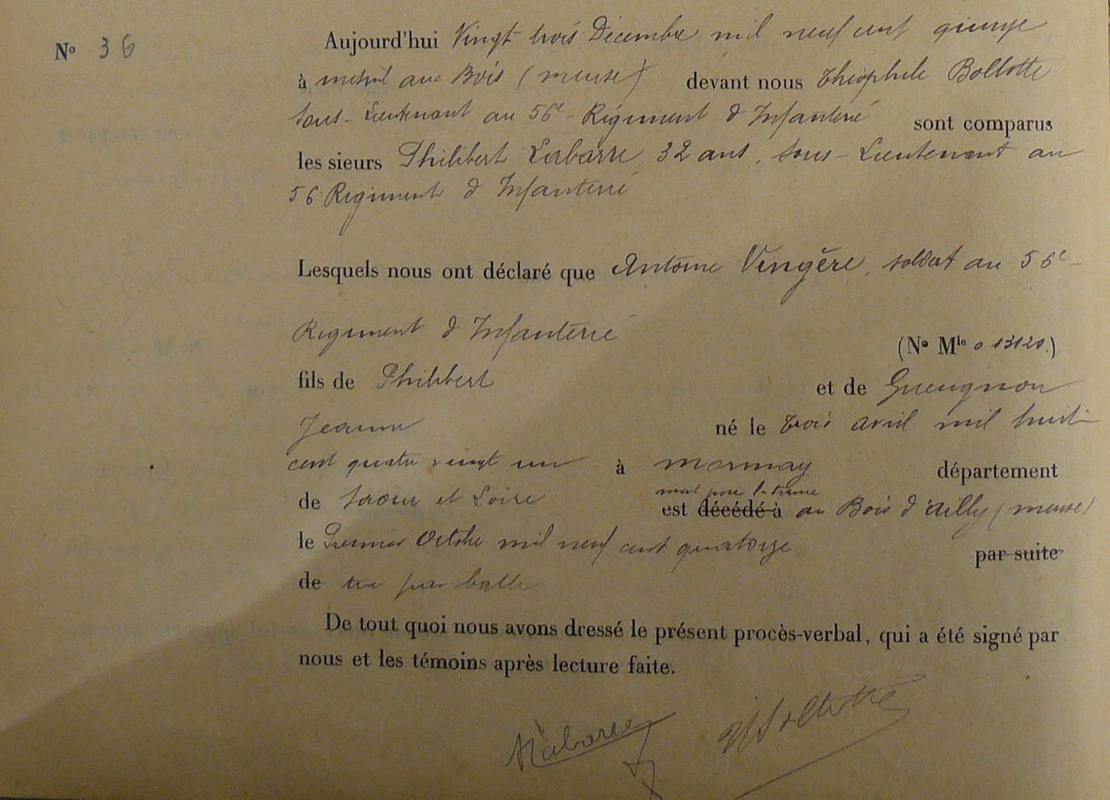 Nº 36
Aujourd'hui Vingt trois Décembre mil neuf cent quinze
à mesnil aux Bois (meuse) devant nous Théophile Bollotte
Sous-Lieutenant au 56e Régiment d'Infanterie sont comparus
les sieurs Philibert Labarre, 32 ans, Sous-Lieutenant au
56 Régiment d'Infanterie
Lesquels nous ont déclaré que Antoine Vingère, soldat au 56e
Régiment d'Infanterie
(Nº Mle 013120)
fils de Philibert et de Gueugnon
Jeanne né le trois avril mil huit
cent quatre vingt un à mormay département
de Saône et Loire mort pour la France
est décédé à au Bois d'ailly (meuse)
le Premier Octobre mil neuf cent quatorze par suite
de tué par balle
De tout quoi nous avons dressé le présent procès-verbal, qui a été signé par
nous et les témoins après lecture faite.
Labarre Bollotte